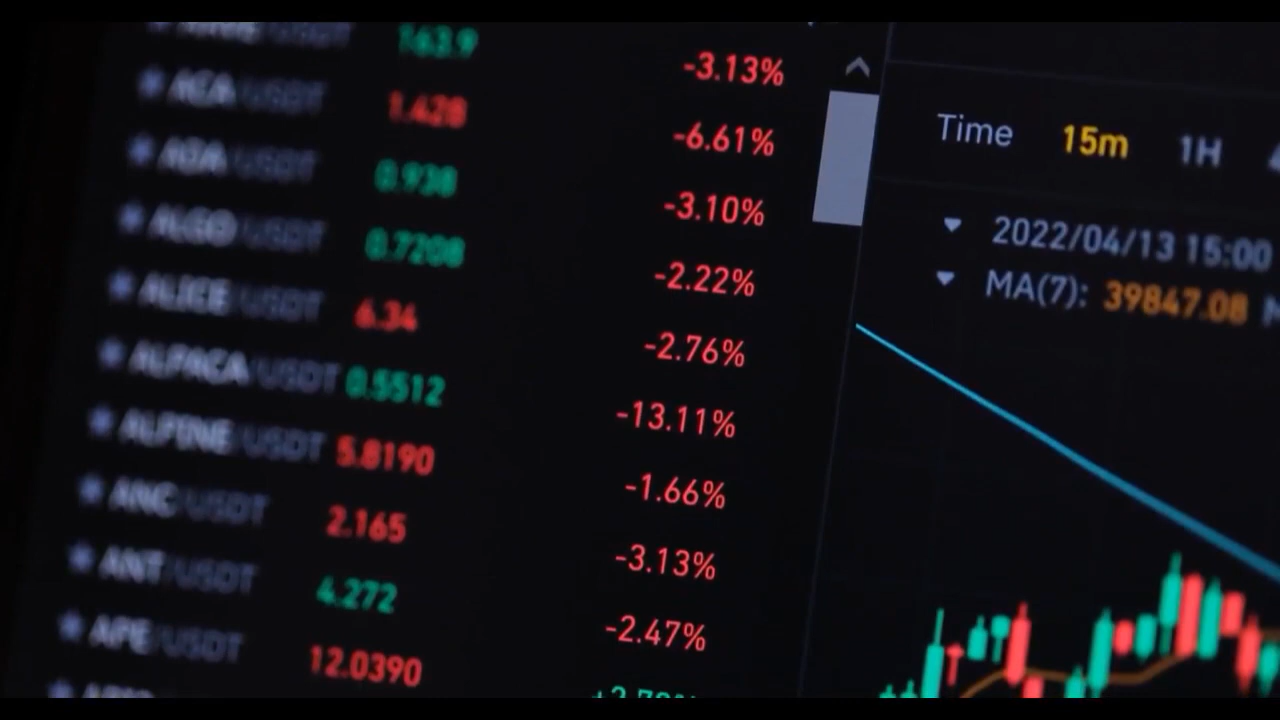 163.9 -3.13%
ACA/USDT 1.428 -6.61%
ADA/USDT 0.938 -3.10%
ALGO/USDT 0.7208 -2.22%
ALICE/USDT 6.34 -2.76%
ALPACA/USDT 0.5512 -13.11%
ALPINE/USDT 5.8190 -1.66%
ANC/USDT 2.165 -3.13%
ANT/USDT 4.272 -2.47%
APE/USDT 12.0390
Time 15m 1H
2022/04/13 15:00
MA(7): 39847.08